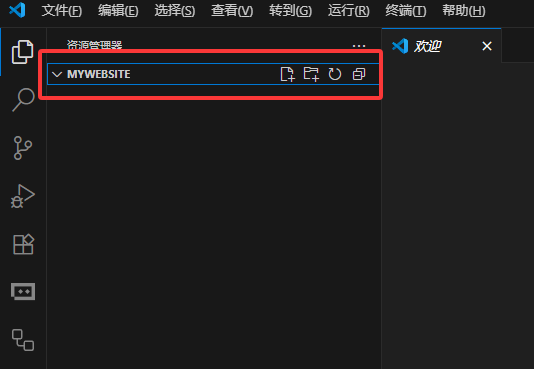 文件(F) 编辑(E) 选择(S) 查看(V) 转到(G) 运行(R) 终端(T) 帮助(H)
资源管理器 ...
欢迎
MYWEBSITE